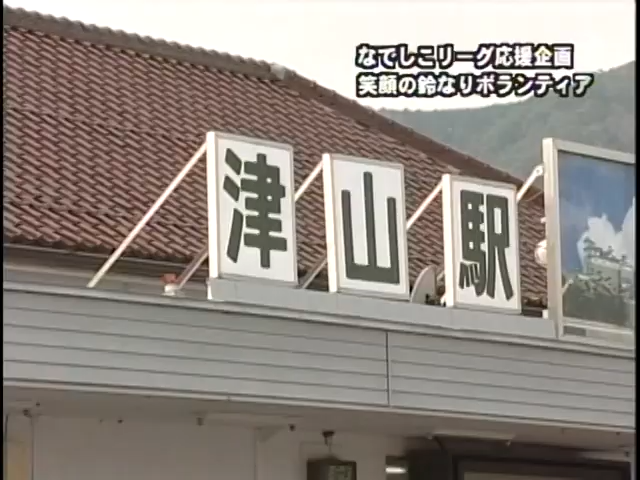 なでしこリーグ応援企画
笑顔の鈴なりボランティア
津山駅